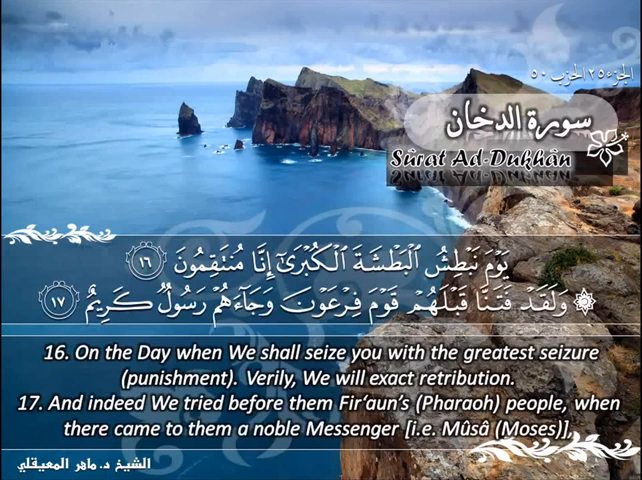 الجزء ٢٥ الحزب ٥٠
سورة الدخان
Sûrat Ad-Dukhân
يَوْمَ نَبْطِشُ ٱلْبَطْشَةَ ٱلْكُبْرَىٰٓ إِنَّا مُنتَقِمُونَ ١٦
۞ وَلَقَدْ فَتَنَّا قَبْلَهُمْ قَوْمَ فِرْعَوْنَ وَجَآءَهُمْ رَسُولٌ كَرِيمٌ ١٧
16. On the Day when We shall seize you with the greatest seizure
(punishment). Verily, We will exact retribution.
17. And indeed We tried before them Fir‘aun’s (Pharaoh) people, when
there came to them a noble Messenger [i.e. Mûsâ (Moses)],
الشيخ د. ماهر المعيقلي